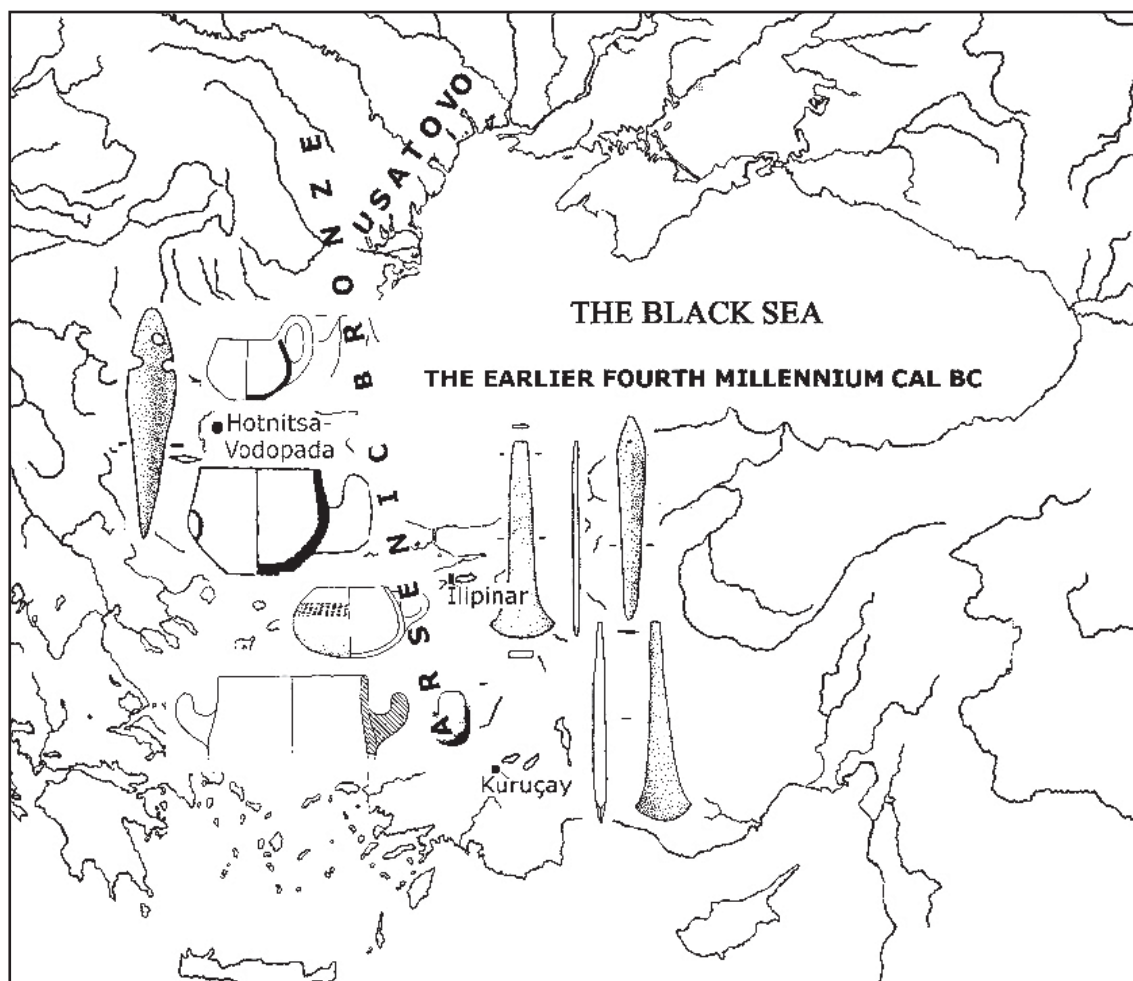 USATOVO
ARSENIC BRONZE
THE BLACK SEA
THE EARLIER FOURTH MILLENNIUM CAL BC
Hotnitsa-
Vodopada
Ilipinar
Kuruçay